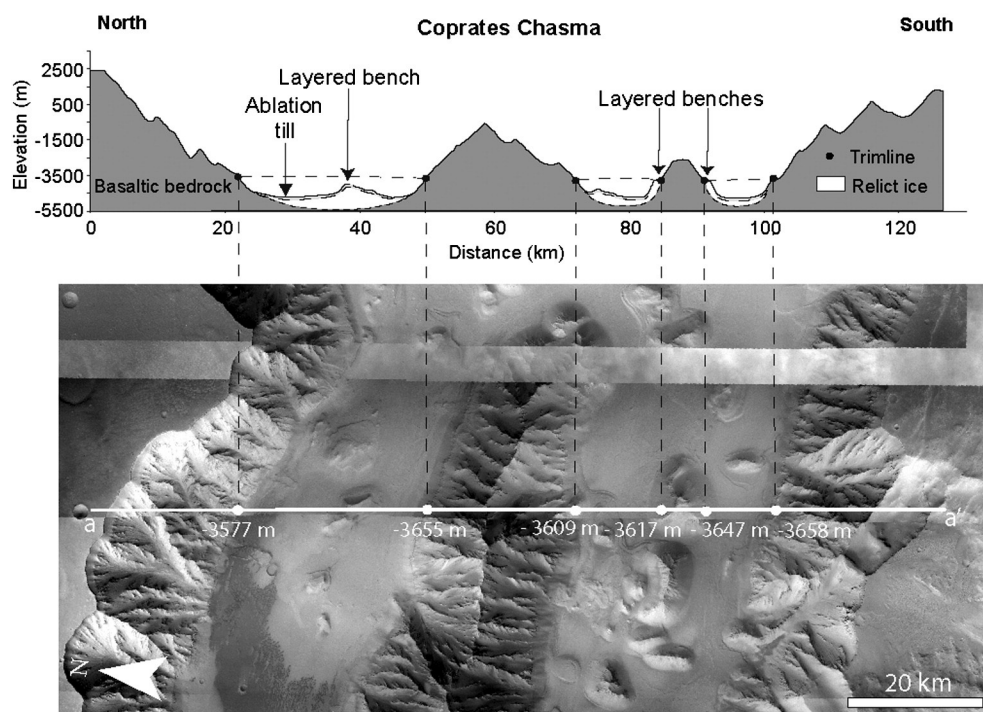 North
Coprates Chasma
South
Elevation (m)
2500
500
-1500
-3500
-5500
Layered bench
Ablation
till
Layered benches
Basaltic bedrock
Trimline
Relict ice
0
20
40
60
80
100
120
Distance (km)
a
-3577 m
-3655 m
-3609 m
-3617 m
-3647 m
-3658 m
a'
N
20 km